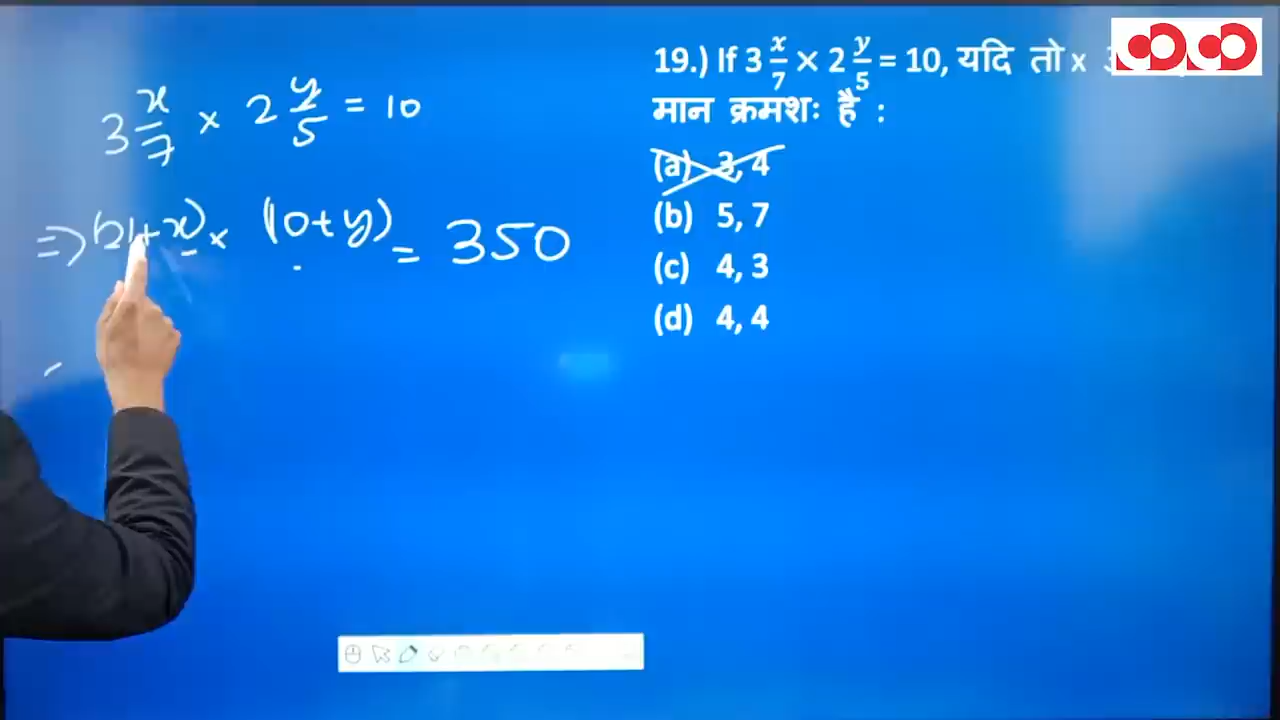 19.) If 3 x/7 × 2 y/5 = 10, यदि तो x
मान क्रमशः है :
(a) 3, 4
(b) 5, 7
(c) 4, 3
(d) 4, 4
3 x/7 × 2 y/5 = 10
⇒ (21+x) × (10+y) = 350